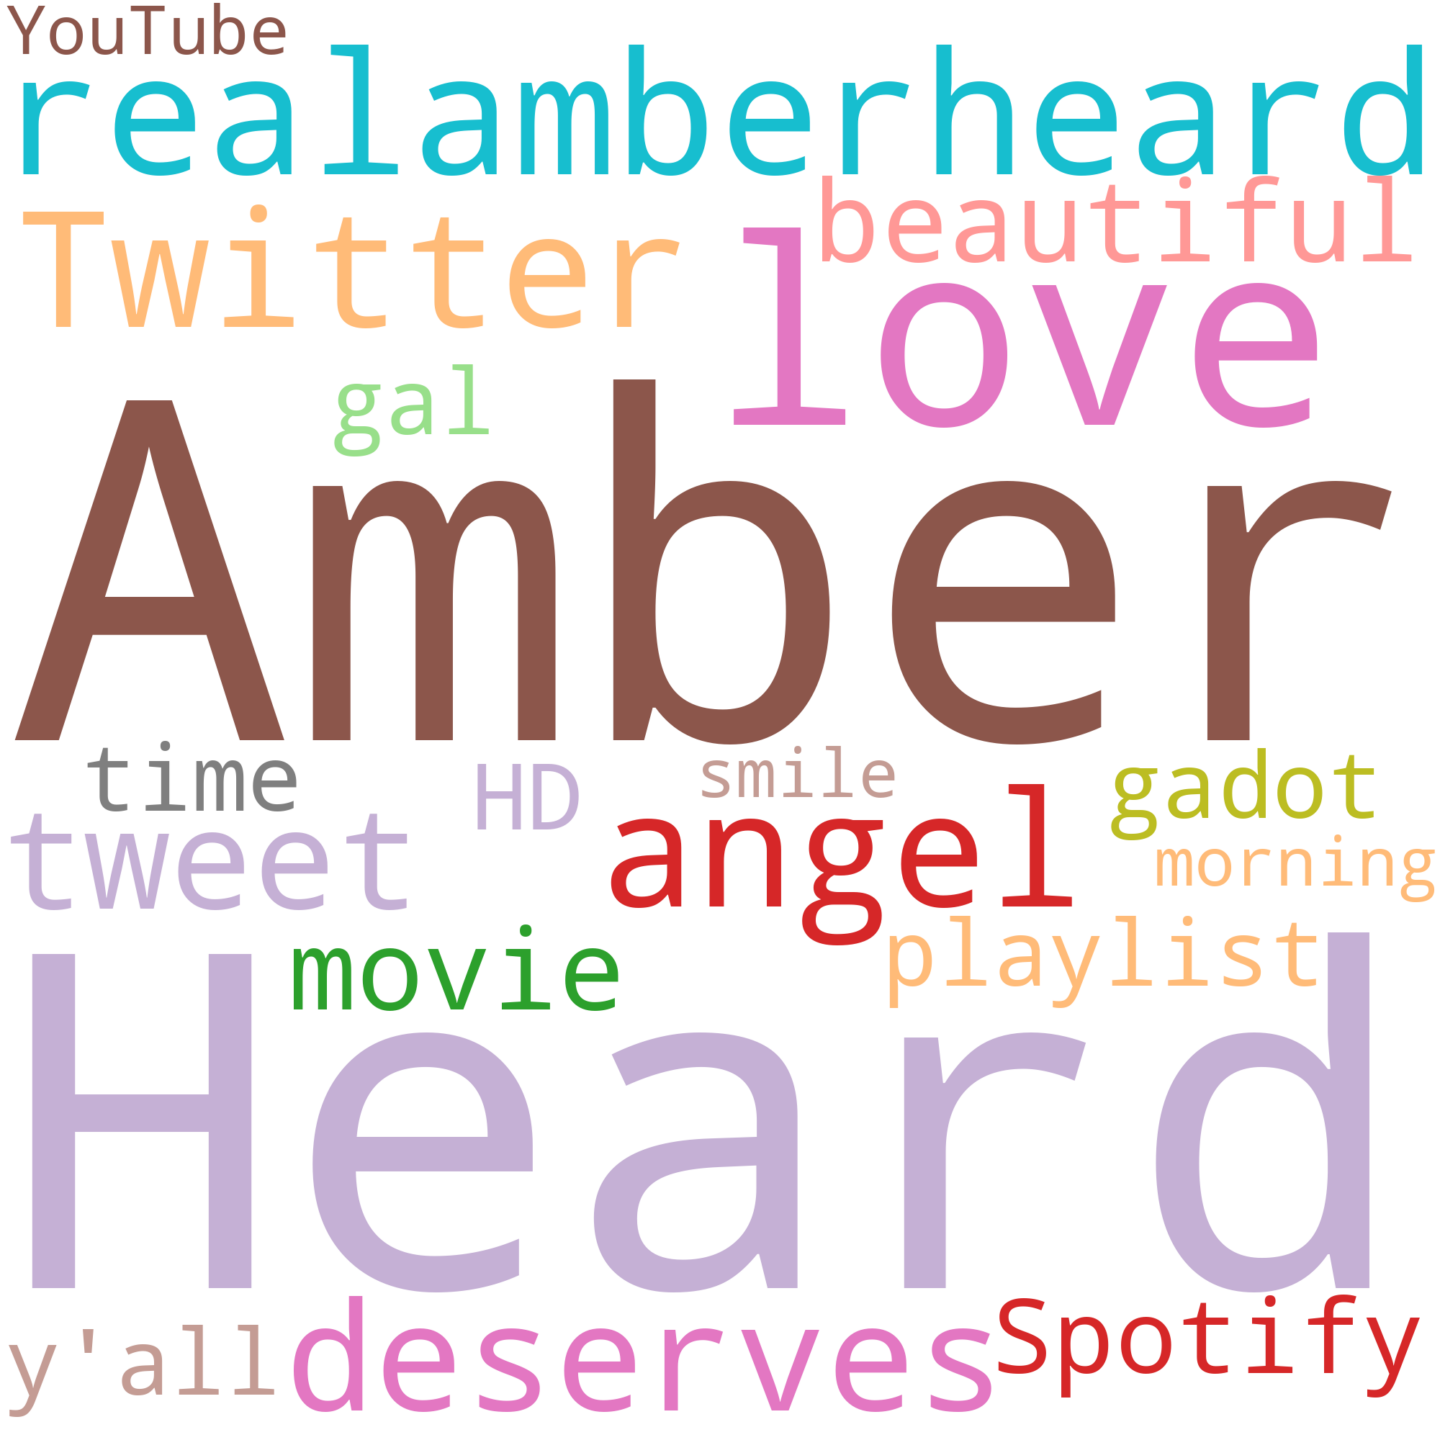 YouTube
realamberheard
Twitter
beautiful
love
gal
Amber
time
HD
smile
gadot
tweet
angel
morning
movie
playlist
Heard
y'all
deserves
Spotify